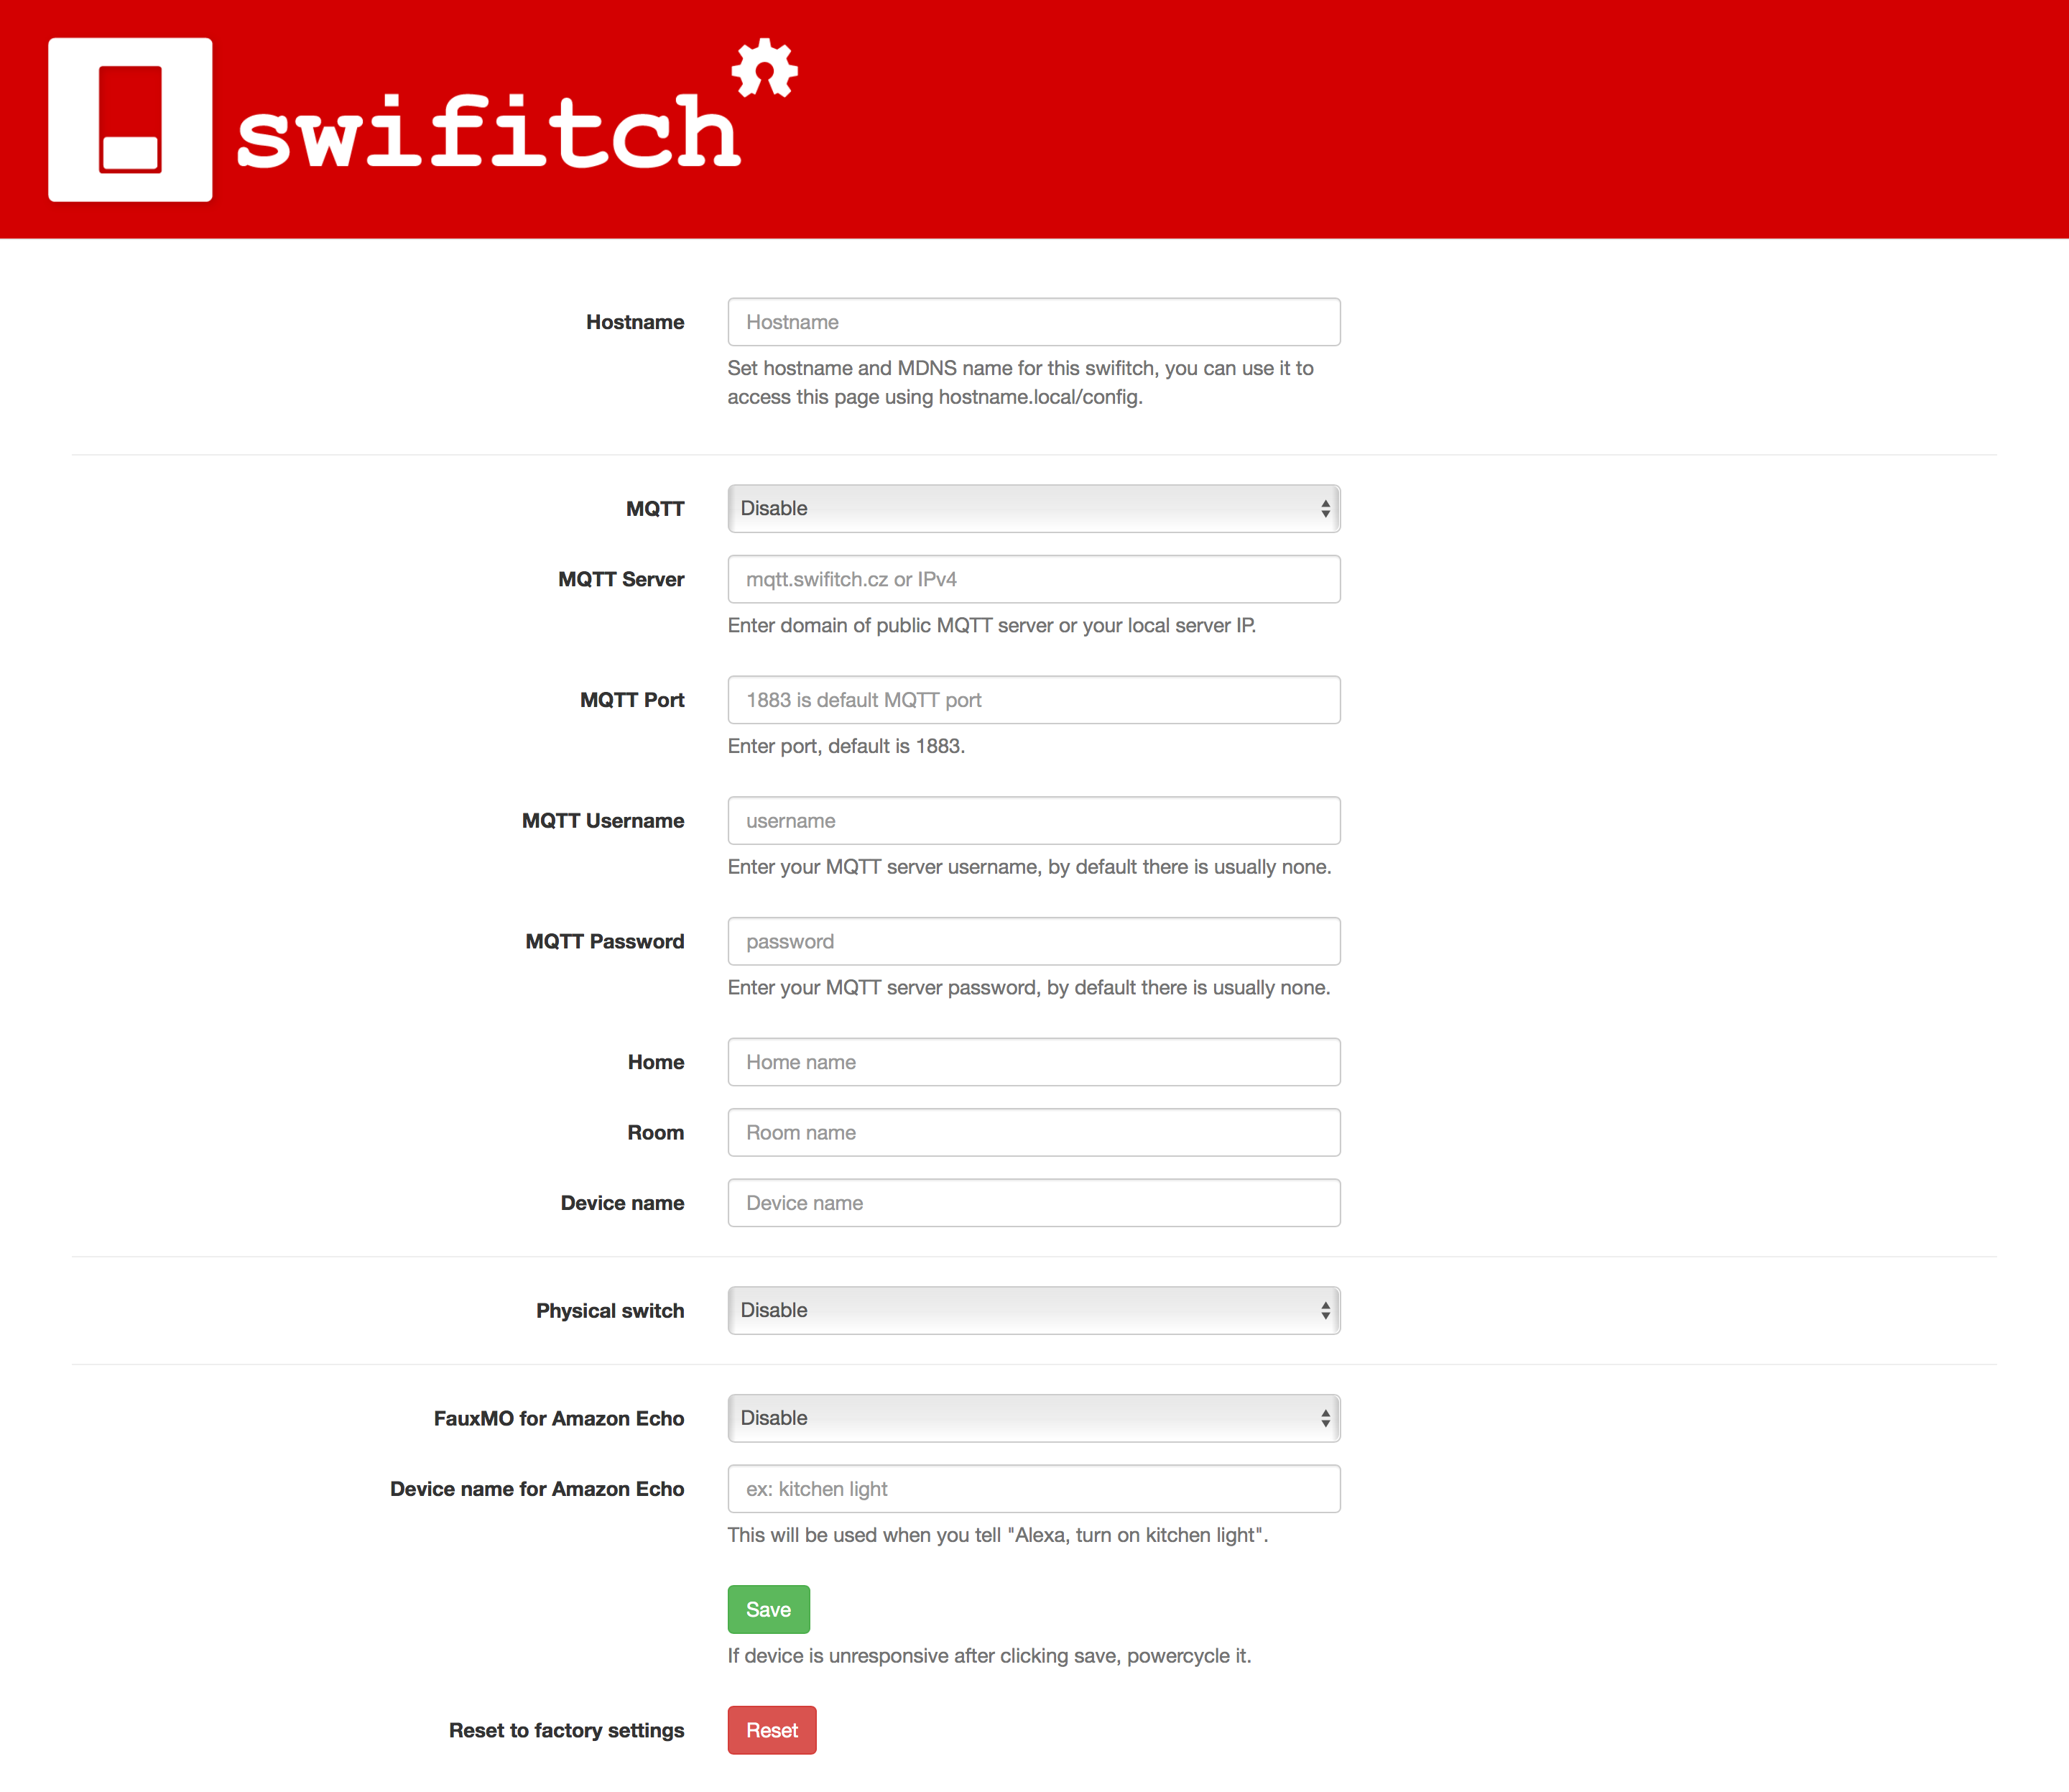 swifitch
Hostname
Hostname
Set hostname and MDNS name for this swifitch, you can use it to
access this page using hostname.local/config.
MQTT
Disable
MQTT Server
mqtt.swifitch.cz or IPv4
Enter domain of public MQTT server or your local server IP.
MQTT Port
1883 is default MQTT port
Enter port, default is 1883.
MQTT Username
username
Enter your MQTT server username, by default there is usually none.
MQTT Password
password
Enter your MQTT server password, by default there is usually none.
Home
Home name
Room
Room name
Device name
Device name
Physical switch
Disable
FauxMO for Amazon Echo
Disable
Device name for Amazon Echo
ex: kitchen light
This will be used when you tell "Alexa, turn on kitchen light".
Save
If device is unresponsive after clicking save, powercycle it.
Reset to factory settings
Reset